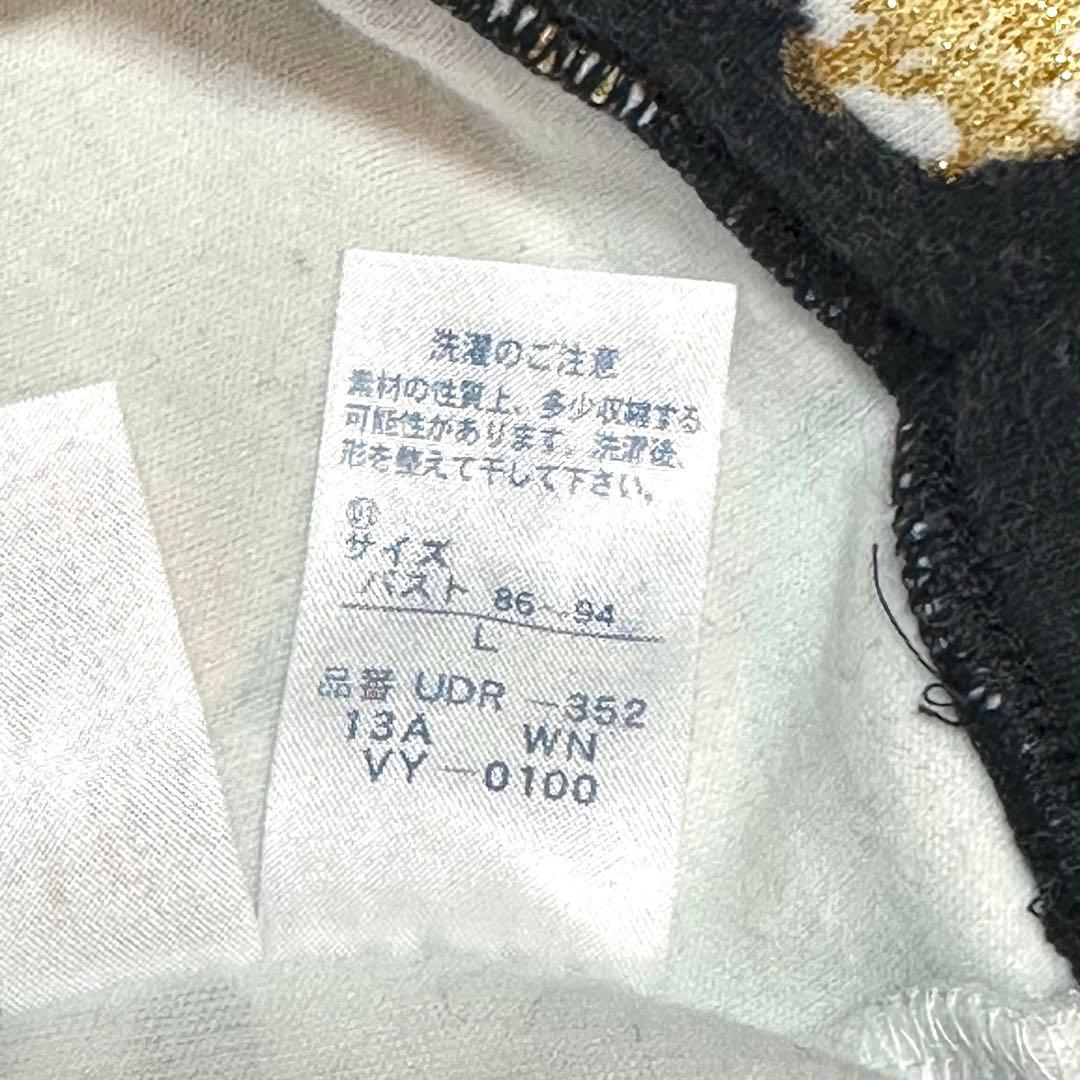 洗濯のご注意
素材の性質上、多少収縮する
可能性があります。洗濯後、
形を整えて干して下さい。
01
サイズ
バスト 86〜94
L
品番 UDR −352
13A WN
VY −0100